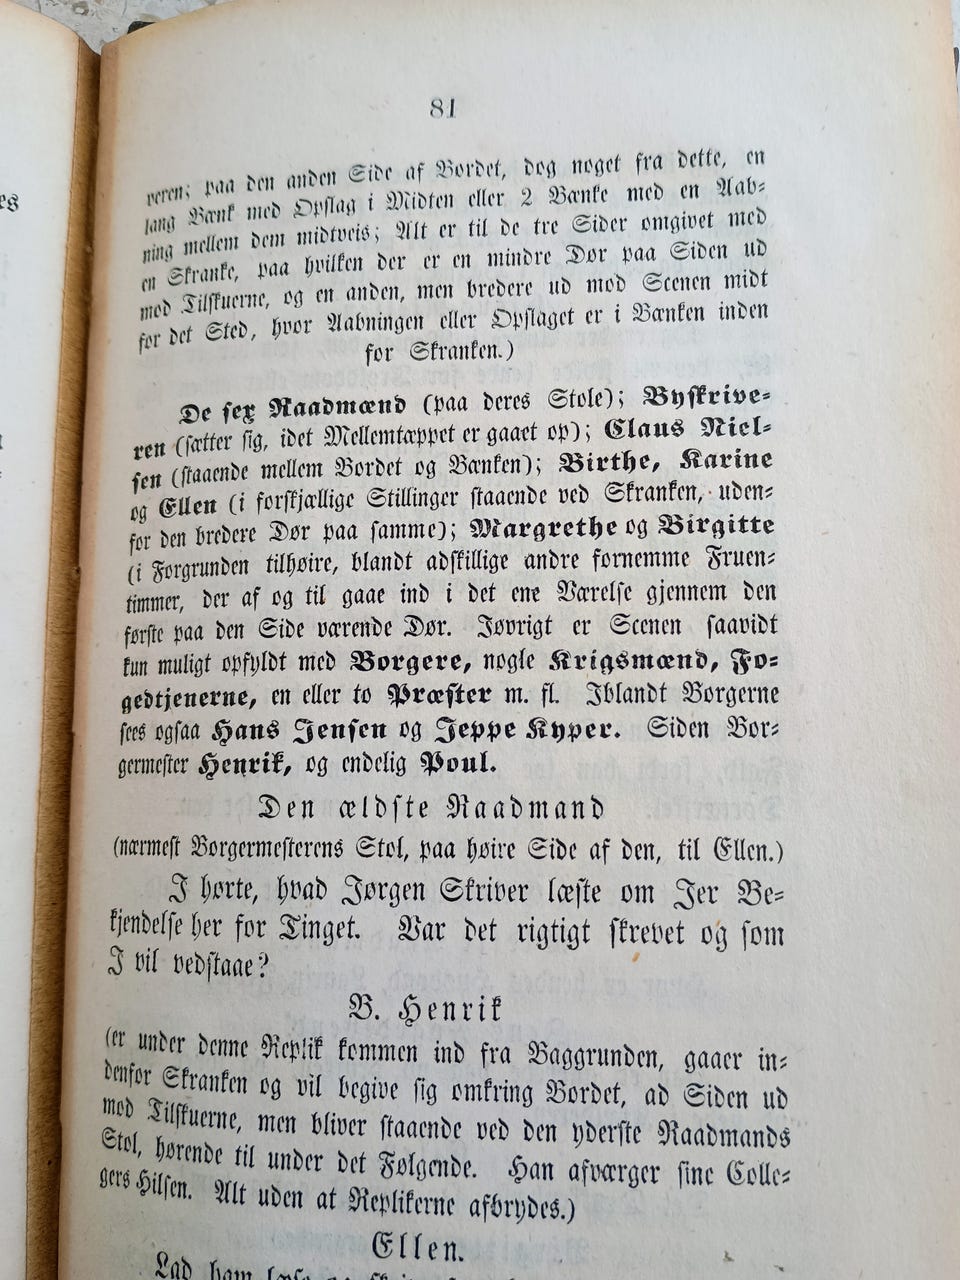 81
veren; paa den anden Side af Bordet, dog noget fra dette, en
lang Bænk med Opslag i Midten eller 2 Bænke med en Aab-
ning mellem dem midtveis; Alt er til de tre Sider omgivet med
en Skranke, paa hvilken der er en mindre Dør paa Siden ud
mod Tilskuerne, og en anden, men bredere ud mod Scenen midt
for det Sted, hvor Aabningen eller Opslaget er i Bænken inden
for Skranken.)
De sex Raadmænd (paa deres Stole); Byskrive-
ren (sætter sig, idet Mellemtæppet er gaaet op); Claus Niel-
sen (staaende mellem Bordet og Bænken); Birthe, Karine
og Ellen (i forskjællige Stillinger staaende ved Skranken, uden-
for den bredere Dør paa samme); Margrethe og Birgitte
(i Forgrunden tilhøire, blandt adskillige andre fornemme Fruen-
timmer, der af og til gaae ind i det ene Værelse gjennem den
første paa den Side værende Dør. Iøvrigt er Scenen saavidt
kun muligt opfyldt med Borgere, nogle Krigsmænd, Fo-
gedtjenerne, en eller to Præster m. fl. Iblandt Borgerne
sees ogsaa Hans Jensen og Jeppe Kyper. Siden Bor-
germester Henrik, og endelig Poul.
Den ældste Raadmand
(nærmest Borgermesterens Stol, paa høire Side af den, til Ellen.)
I hørte, hvad Jørgen Skriver læste om Jer Be-
kjendelse her for Tinget. Var det rigtigt skrevet og som
I vil vedstaae?
B. Henrik
(er under denne Replik kommen ind fra Baggrunden, gaaer in-
denfor Skranken og vil begive sig omkring Bordet, ad Siden ud
mod Tilskuerne, men bliver staaende ved den yderste Raadmands
Stol, hørende til under det Følgende. Han afværger sine Colle-
gers Hilsen. Alt uden at Replikerne afbrydes.)
Ellen.
Lad ham læse og